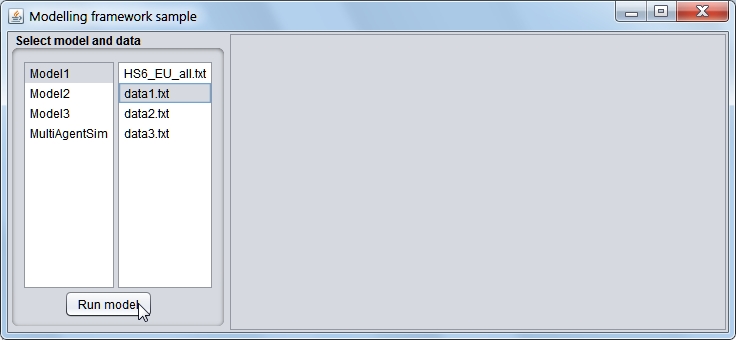 Modelling framework sample
Select model and data
Model1
Model2
Model3
MultiAgentSim
HS6_EU_all.txt
data1.txt
data2.txt
data3.txt
Run model